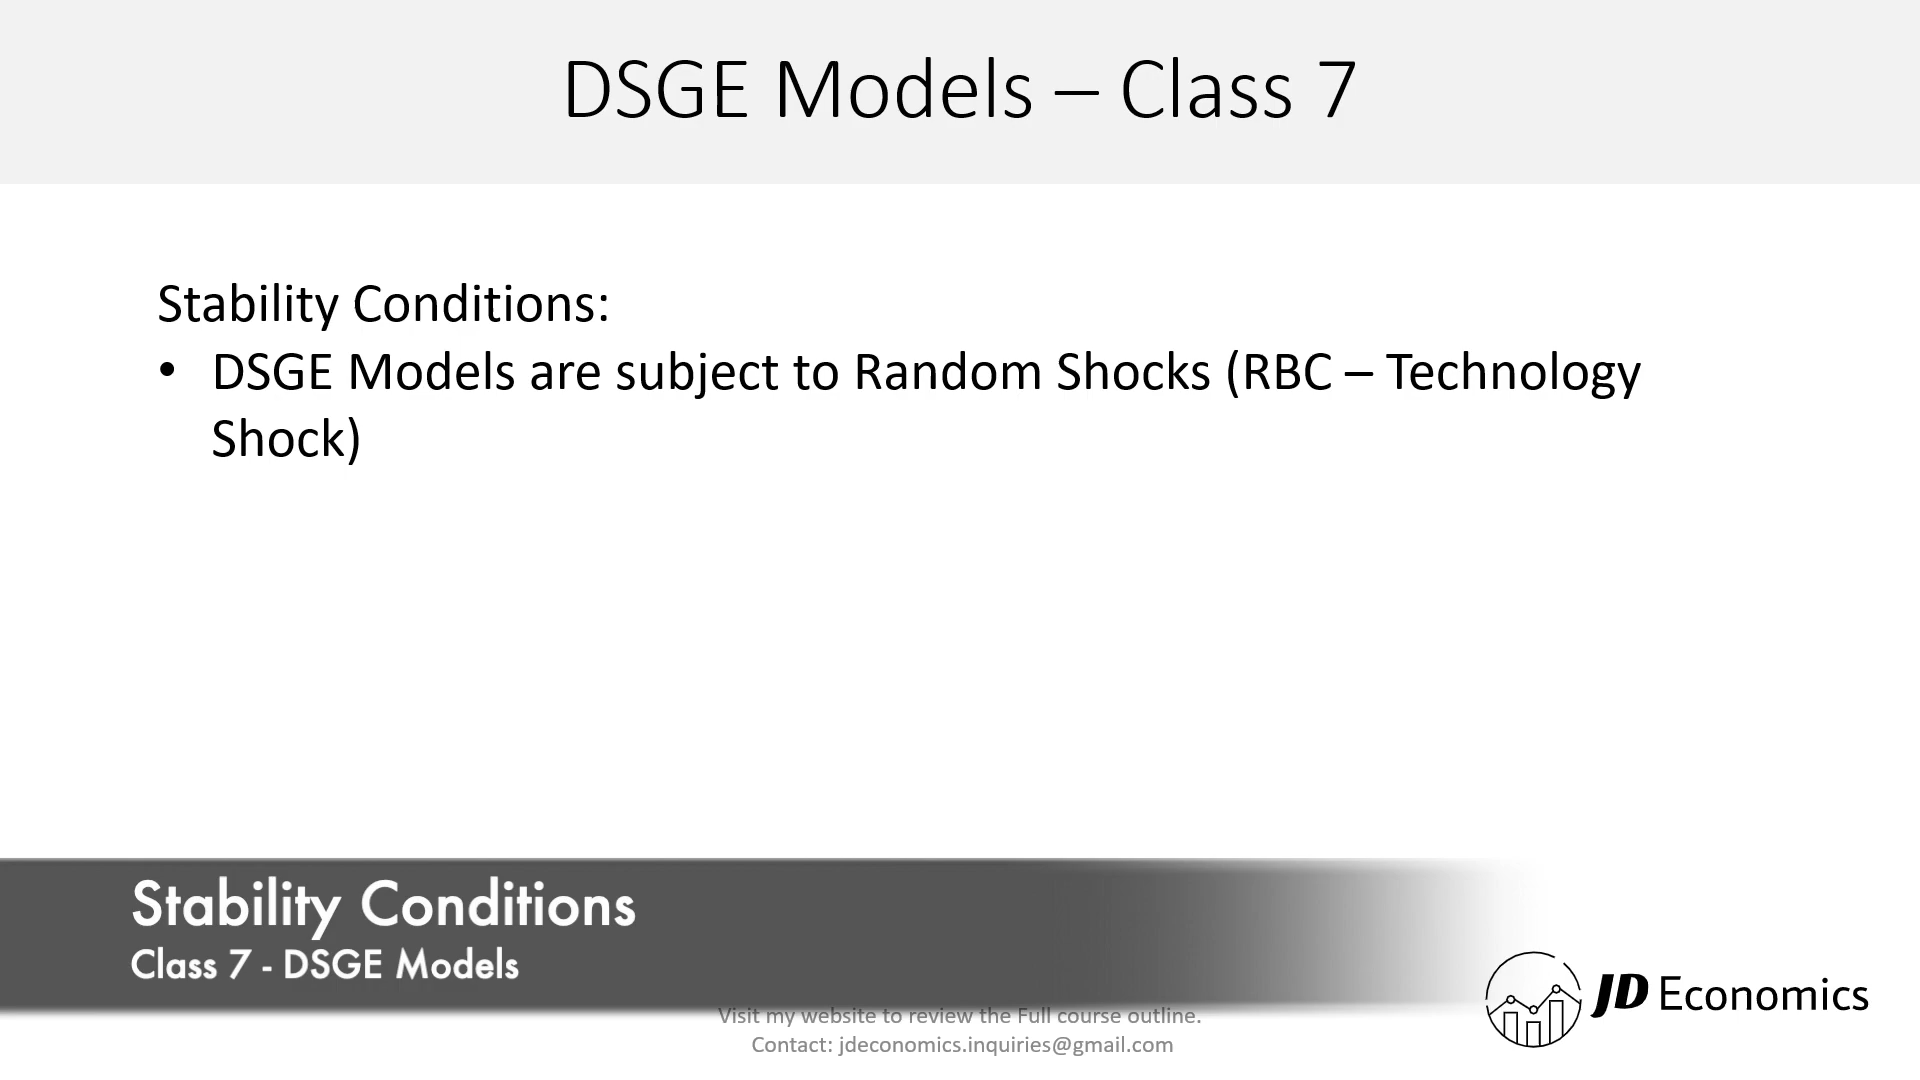 DSGE Models – Class 7
Stability Conditions:
• DSGE Models are subject to Random Shocks (RBC – Technology
Shock)
Stability Conditions
Class 7 - DSGE Models
JD Economics
Visit my website to review the Full course outline.
Contact: jdeconomics.inquiries@gmail.com